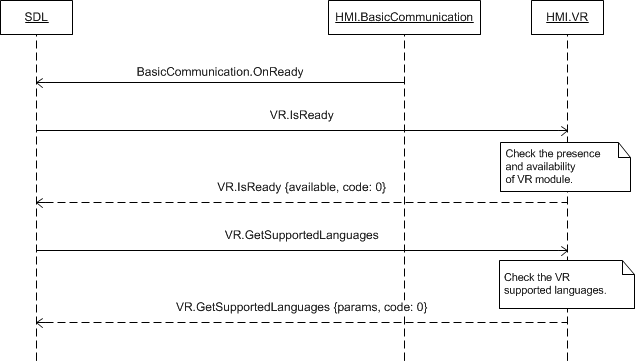 SDL
HMI.BasicCommunication
HMI.VR
BasicCommunication.OnReady
VR.IsReady
Check the presence
and availability
of VR module.
VR.IsReady {available, code: 0}
VR.GetSupportedLanguages
Check the VR
supported languages.
VR.GetSupportedLanguages {params, code: 0}